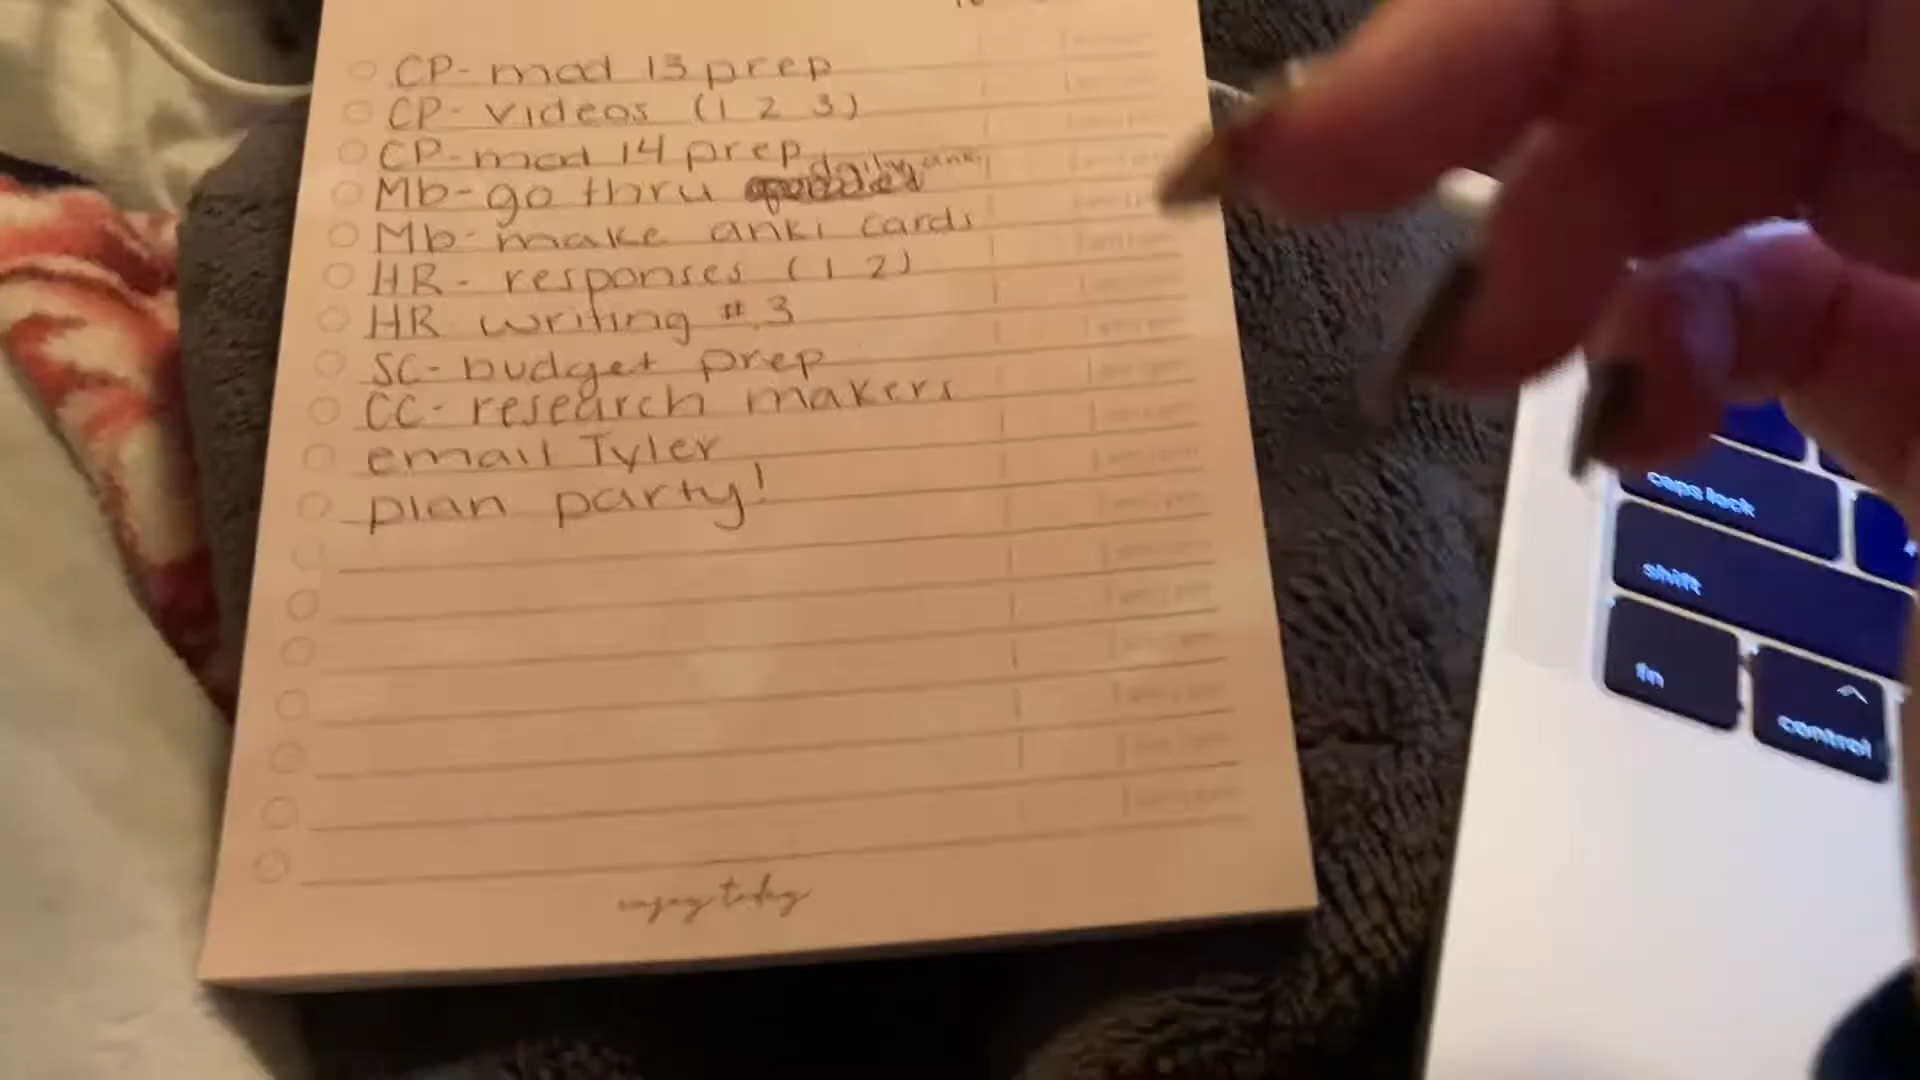 CP- mod 13 prep
CP- videos (1 2 3)
CP- mod 14 prep
Mb- go thru daily anki
Mb- make anki cards
HR- responses (1 2)
HR writing #3
SC- budget prep
CC- research makers
email Tyler
plan party!
enjoy today
caps lock
shift
fn
control